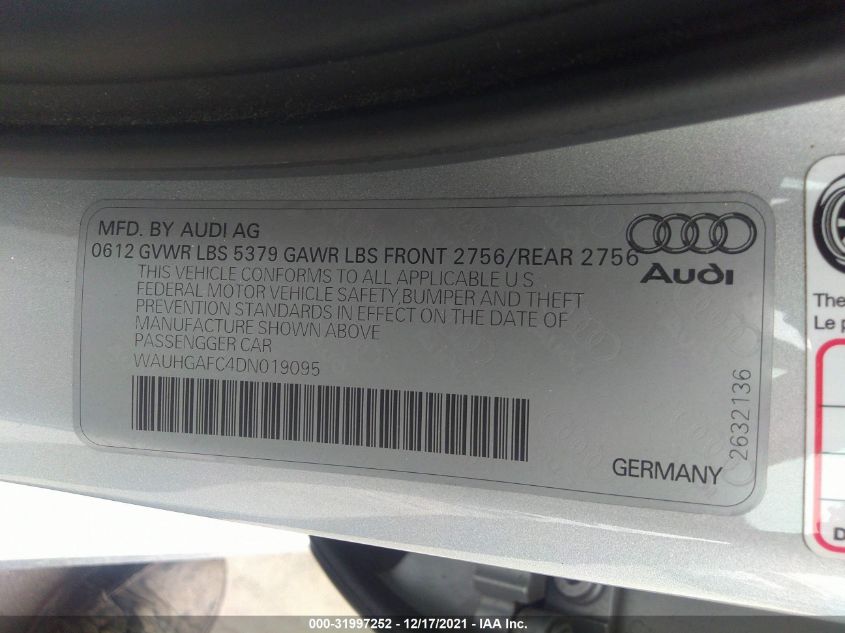 MFD. BY AUDI AG
0612 GVWR LBS 5379 GAWR LBS FRONT 2756/REAR 2756
THIS VEHICLE CONFORMS TO ALL APPLICABLE U S
FEDERAL MOTOR VEHICLE SAFETY,BUMPER AND THEFT
PREVENTION STANDARDS IN EFFECT ON THE DATE OF
MANUFACTURE SHOWN ABOVE
PASSENGGER CAR
WAUHGAFC4DN019095
Audi
2632136
GERMANY
The
Le p
D
000-31997252 - 12/17/2021 - IAA Inc.